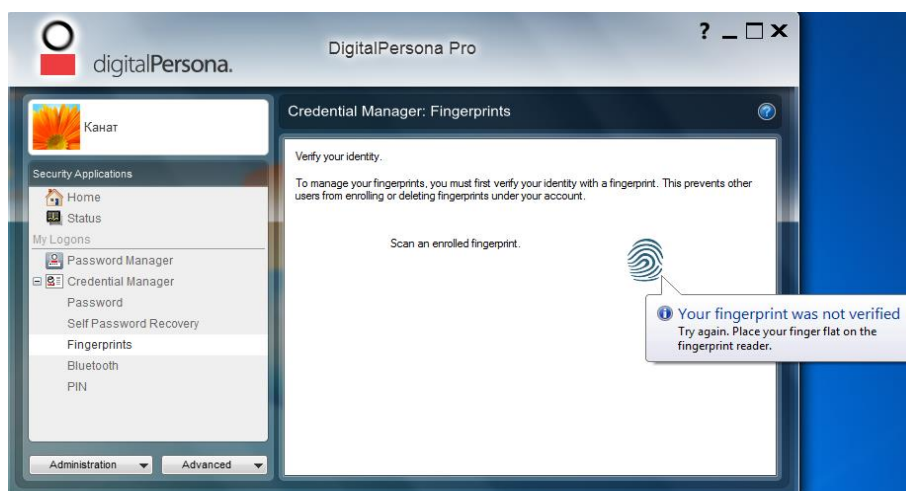 digitalPersona.
DigitalPersona Pro
?
Канат
Credential Manager: Fingerprints
?
Security Applications
Home
Status
My Logons
Password Manager
Credential Manager
Password
Self Password Recovery
Fingerprints
Bluetooth
PIN
Administration
Advanced
Verify your identity.
To manage your fingerprints, you must first verify your identity with a fingerprint. This prevents other
users from enrolling or deleting fingerprints under your account.
Scan an enrolled fingerprint.
Your fingerprint was not verified
Try again. Place your finger flat on the
fingerprint reader.